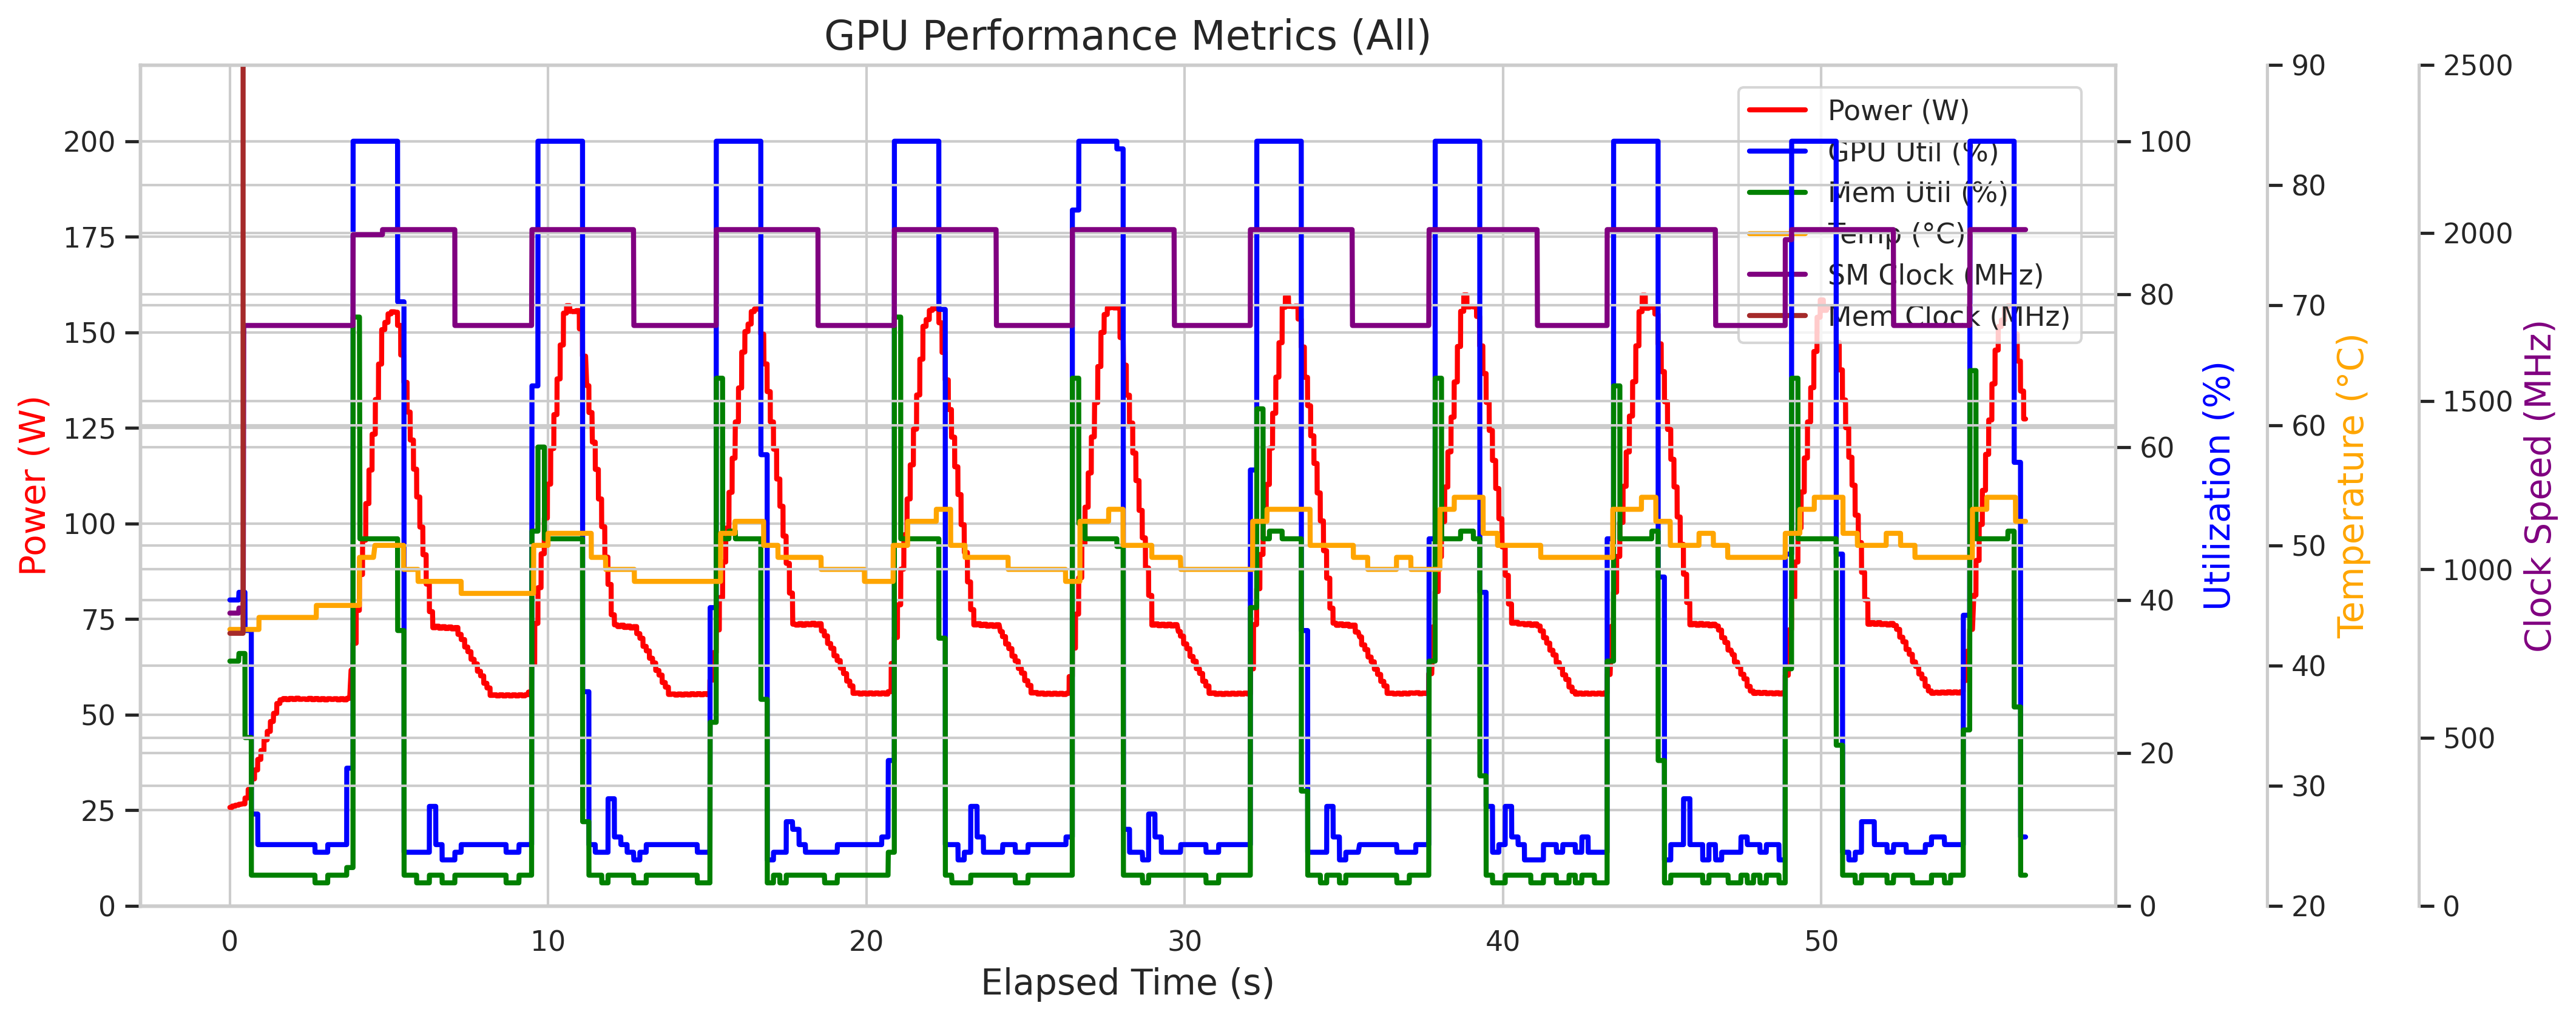 GPU Performance Metrics (All)
Power (W)
GPU Util (%)
Mem Util (%)
Temp (°C)
SM Clock (MHz)
Mem Clock (MHz)
200
175
150
125
100
75
50
25
0
Power (W)
0
10
20
30
40
50
Elapsed Time (s)
100
80
60
40
20
0
Utilization (%)
90
80
70
60
50
40
30
20
Temperature (°C)
2500
2000
1500
1000
500
0
Clock Speed (MHz)